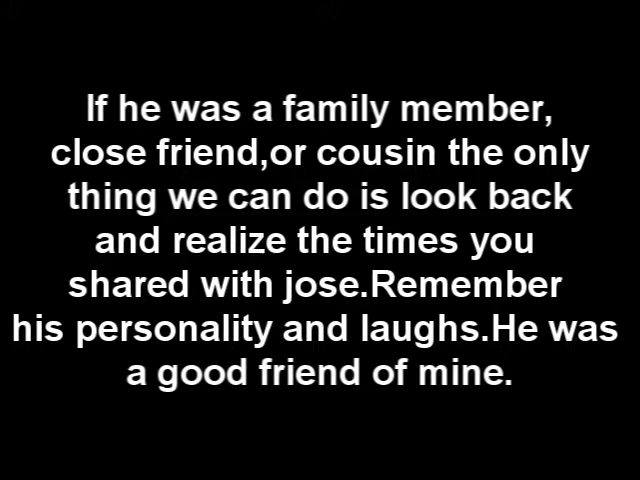 If he was a family member,
close friend,or cousin the only
thing we can do is look back
and realize the times you
shared with jose.Remember
his personality and laughs.He was
a good friend of mine.